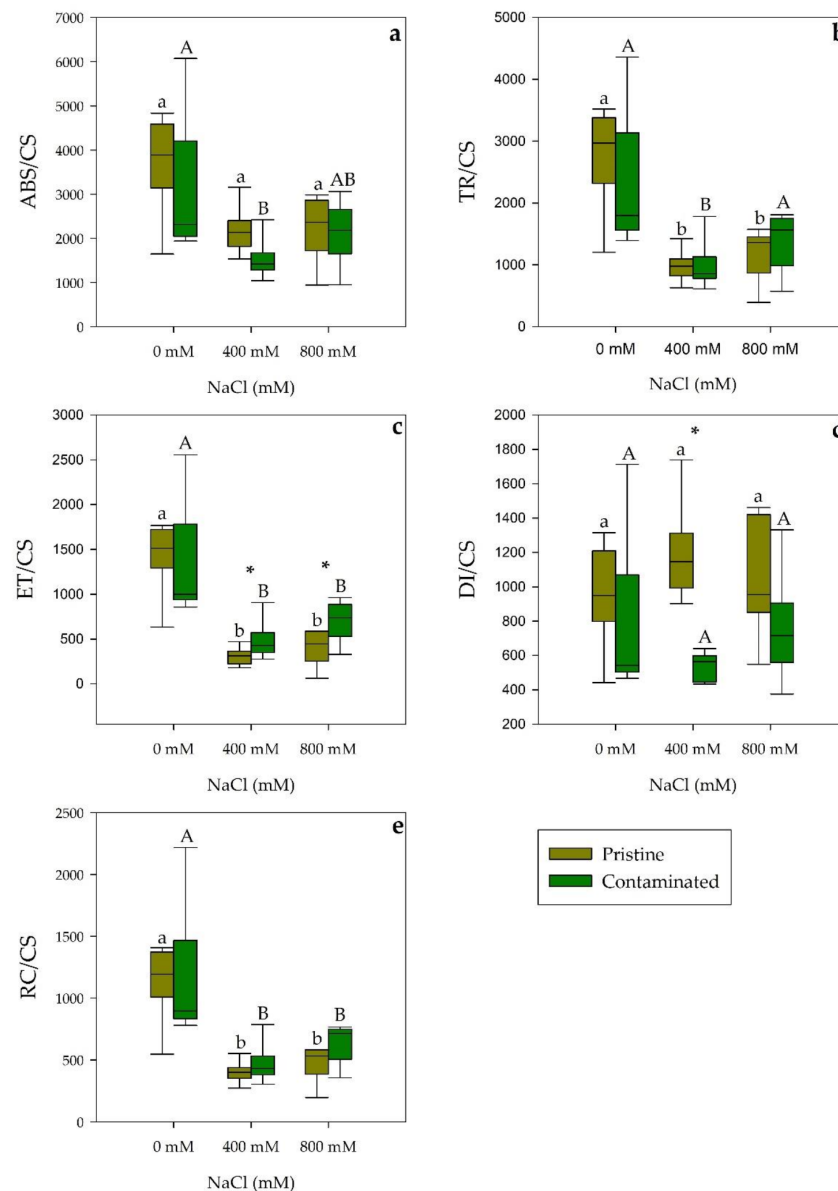 a
7000
6000
5000
4000
3000
2000
1000
0
ABS/CS
a A
a B
a AB
0 mM 400 mM 800 mM
NaCl (mM)
b
5000
4000
3000
2000
1000
0
TR/CS
a A
b B
b A
0 mM 400 mM 800 mM
NaCl (mM)
c
3000
2500
2000
1500
1000
500
0
ET/CS
a A
* *
b B
b B
0 mM 400 mM 800 mM
NaCl (mM)
2000
1800
1600
1400
1200
1000
800
600
400
200
DI/CS
*
a A
a A
a A
0 mM 400 mM 800 mM
NaCl (mM)
e
2500
2000
1500
1000
500
0
RC/CS
a A
b B
b B
0 mM 400 mM 800 mM
NaCl (mM)
Pristine
Contaminated